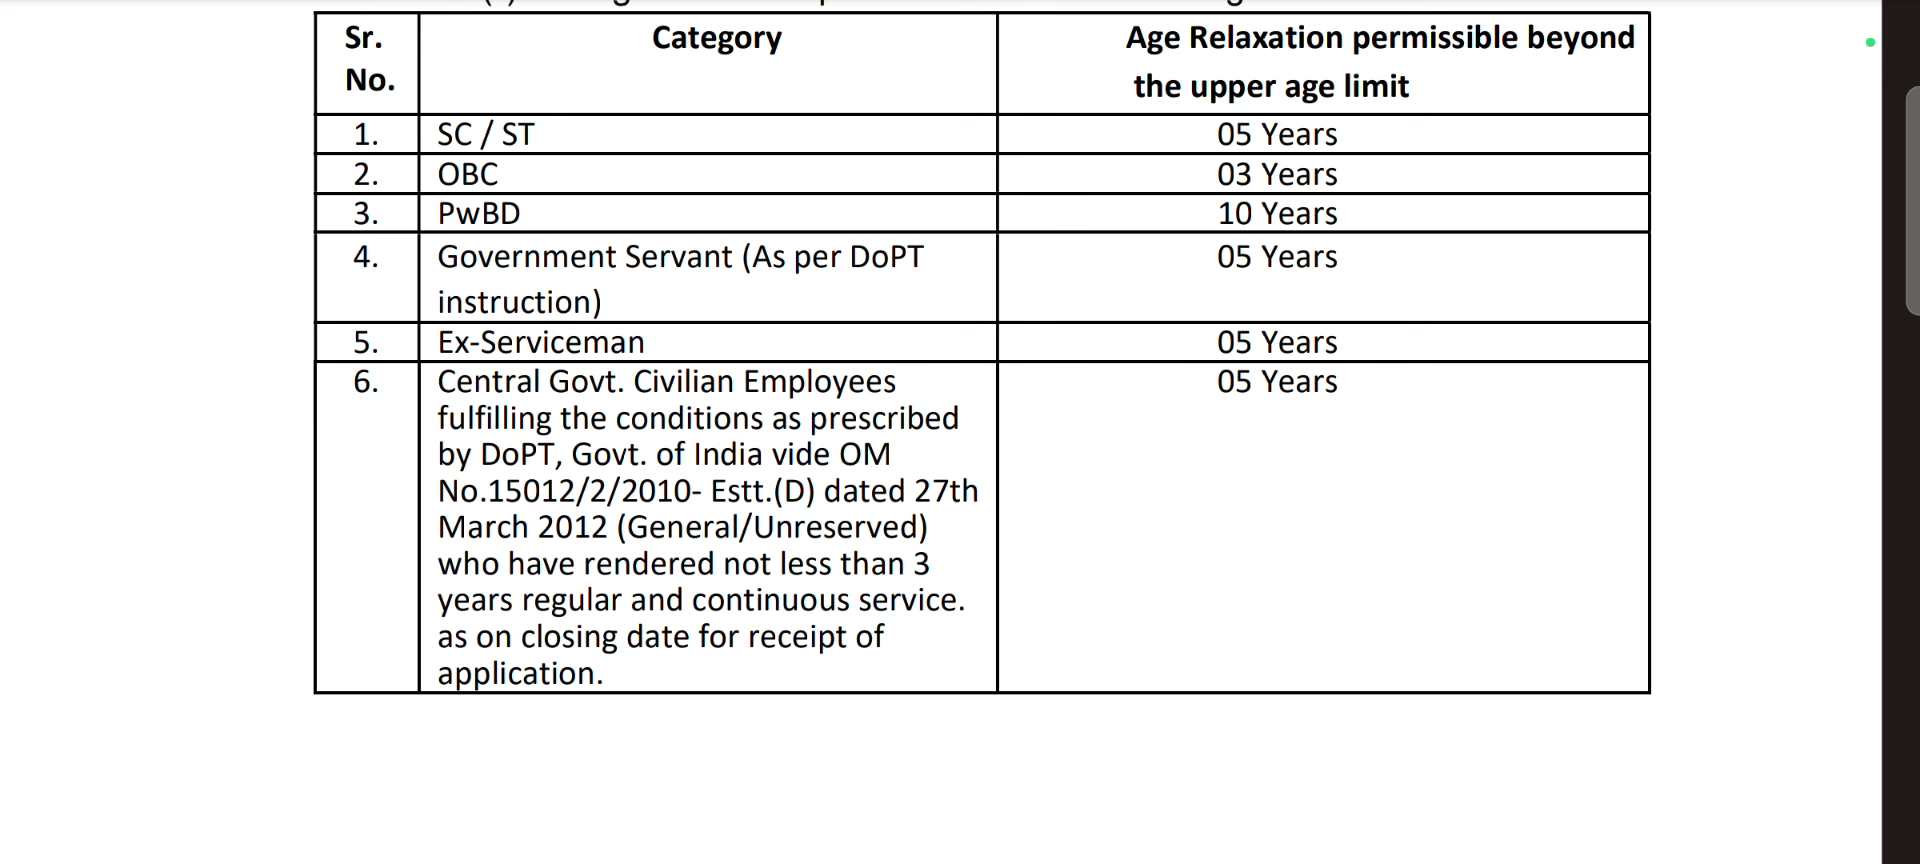 Sr. Category Age Relaxation permissible beyond
No. the upper age limit
1. SC / ST 05 Years
2. OBC 03 Years
3. PwBD 10 Years
4. Government Servant (As per DoPT 05 Years
instruction)
5. Ex-Serviceman 05 Years
6. Central Govt. Civilian Employees 05 Years
fulfilling the conditions as prescribed
by DoPT, Govt. of India vide OM
No.15012/2/2010- Estt.(D) dated 27th
March 2012 (General/Unreserved)
who have rendered not less than 3
years regular and continuous service.
as on closing date for receipt of
application.